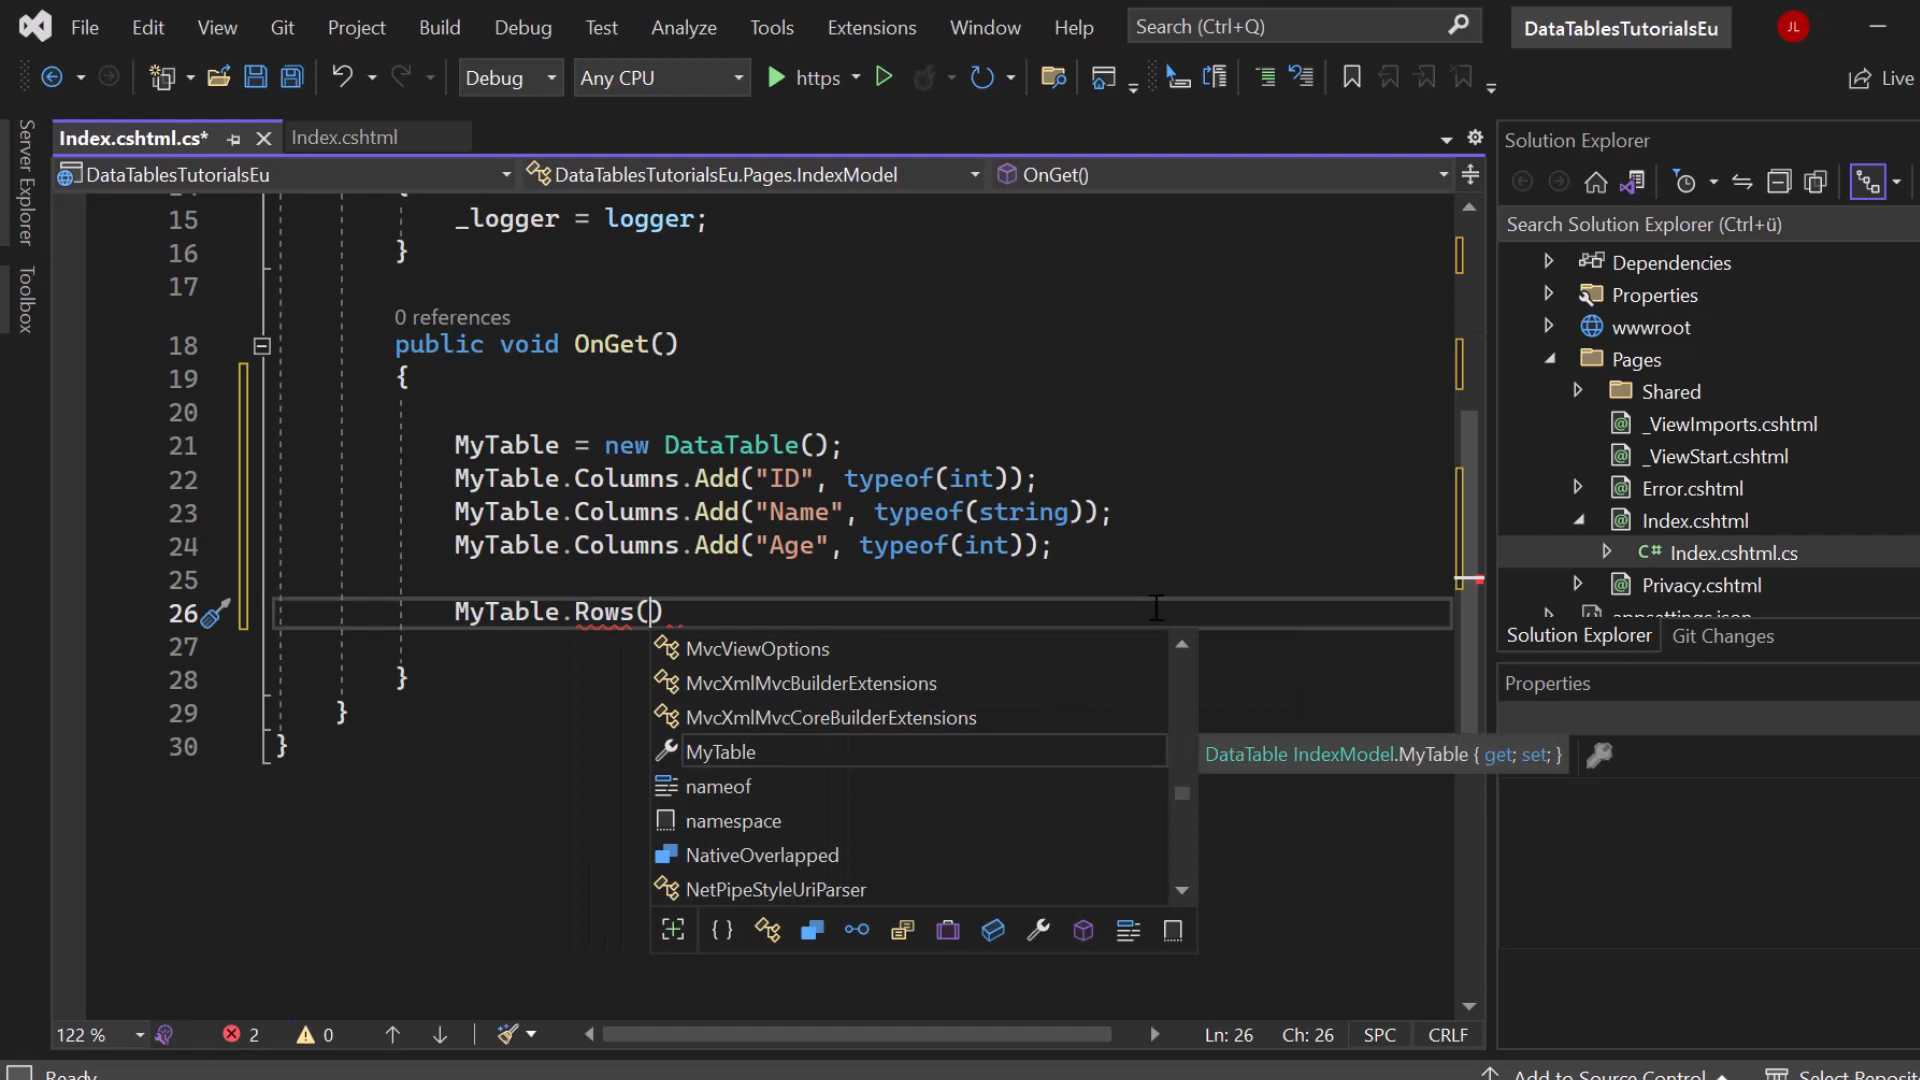 File Edit View Git Project Build Debug Test Analyze Tools Extensions Window Help Search (Ctrl+Q) DataTablesTutorialsEu JL
Debug Any CPU https Live
Server Explorer
Toolbox
Index.cshtml.cs* Index.cshtml
DataTablesTutorialsEu DataTablesTutorialsEu.Pages.IndexModel OnGet()
15 _logger = logger;
16 }
17
0 references
18 public void OnGet()
19 {
20
21 MyTable = new DataTable();
22 MyTable.Columns.Add("ID", typeof(int));
23 MyTable.Columns.Add("Name", typeof(string));
24 MyTable.Columns.Add("Age", typeof(int));
25
26 MyTable.Rows()
27
28 }
29 }
30 }
MvcViewOptions
MvcXmlMvcBuilderExtensions
MvcXmlMvcCoreBuilderExtensions
MyTable
nameof
namespace
NativeOverlapped
NetPipeStyleUriParser
DataTable IndexModel.MyTable { get; set; }
Solution Explorer
Search Solution Explorer (Ctrl+ü)
Dependencies
Properties
wwwroot
Pages
Shared
_ViewImports.cshtml
_ViewStart.cshtml
Error.cshtml
Index.cshtml
C# Index.cshtml.cs
Privacy.cshtml
appsettings.json
Solution Explorer Git Changes
Properties
122 % 2 0 Ln: 26 Ch: 26 SPC CRLF
Ready Add to Source Control Select Reposit